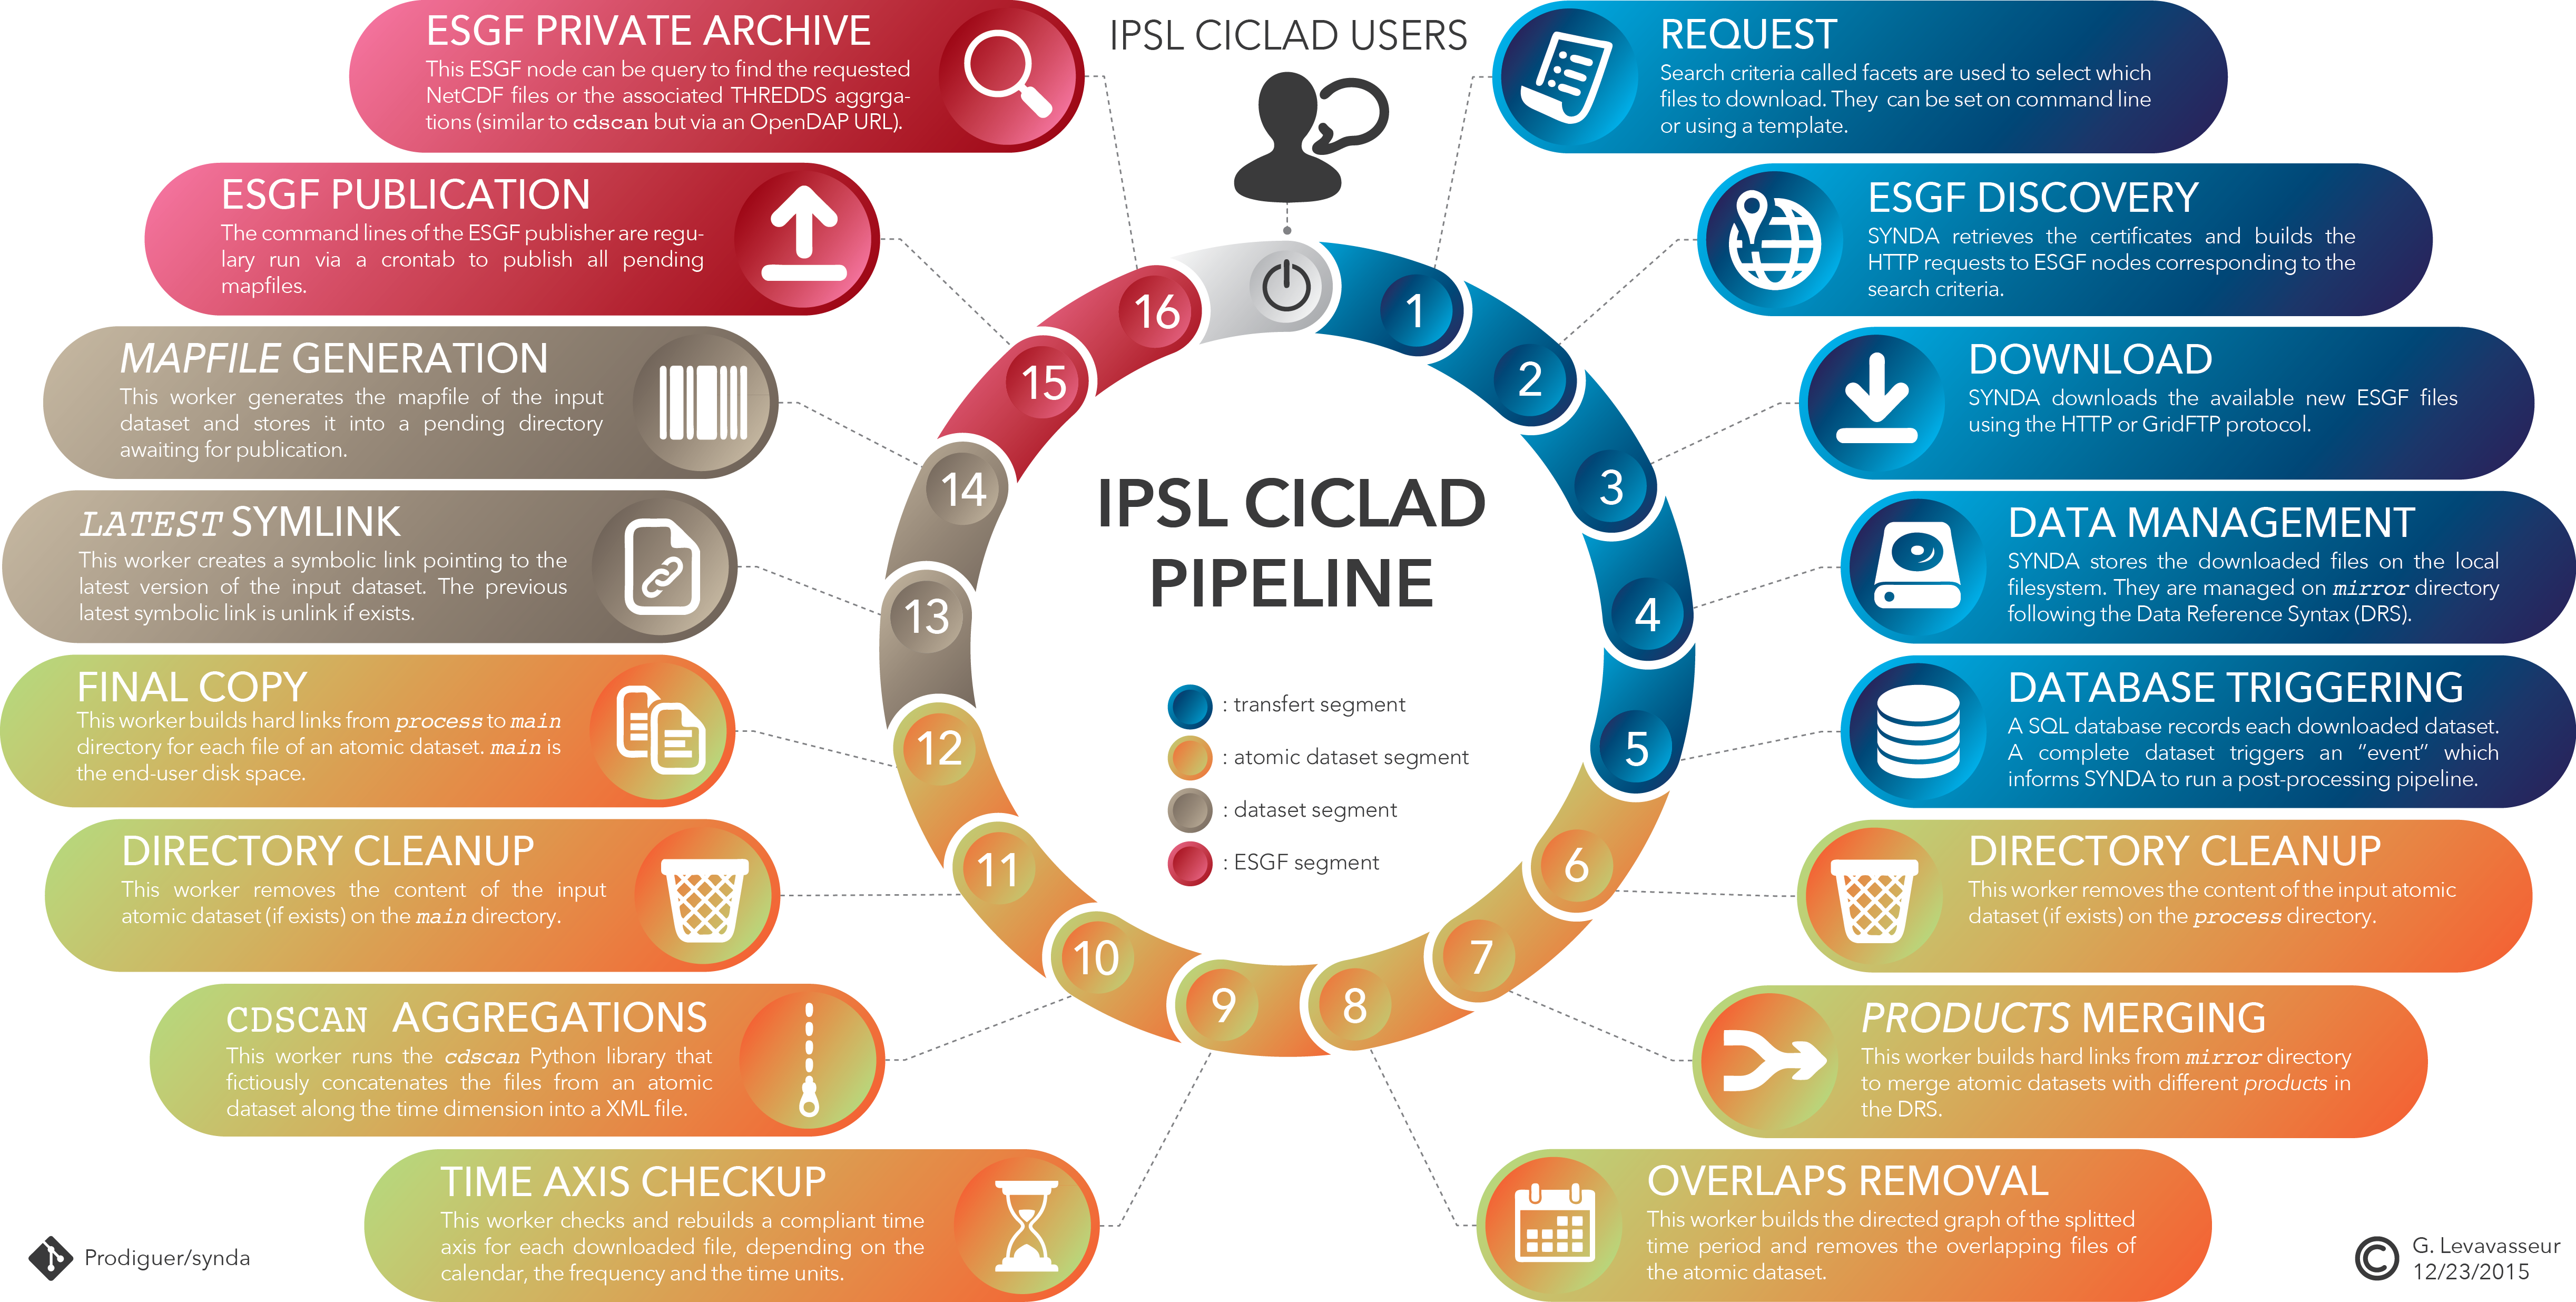 IPSL CICLAD USERS
REQUEST
Search criteria called facets are used to select which
files to download. They can be set on command line
or using a template.
ESGF DISCOVERY
SYNDA retrieves the certificates and builds the
HTTP requests to ESGF nodes corresponding to the
search criteria.
DOWNLOAD
SYNDA downloads the available new ESGF files
using the HTTP or GridFTP protocol.
DATA MANAGEMENT
SYNDA stores the downloaded files on the local
filesystem. They are managed on mirror directory
following the Data Reference Syntax (DRS).
DATABASE TRIGGERING
A SQL database records each downloaded dataset.
A complete dataset triggers an “event” which
informs SYNDA to run a post-processing pipeline.
DIRECTORY CLEANUP
This worker removes the content of the input atomic
dataset (if exists) on the process directory.
PRODUCTS MERGING
This worker builds hard links from mirror directory
to merge atomic datasets with different products in
the DRS.
OVERLAPS REMOVAL
This worker builds the directed graph of the splitted
time period and removes the overlapping files of
the atomic dataset.
TIME AXIS CHECKUP
This worker checks and rebuilds a compliant time
axis for each downloaded file, depending on the
calendar, the frequency and the time units.
CDSCAN AGGREGATIONS
This worker runs the cdscan Python library that
fictiously concatenates the files from an atomic
dataset along the time dimension into a XML file.
DIRECTORY CLEANUP
This worker removes the content of the input
atomic dataset (if exists) on the main directory.
FINAL COPY
This worker builds hard links from process to main
directory for each file of an atomic dataset. main is
the end-user disk space.
LATEST SYMLINK
This worker creates a symbolic link pointing to the
latest version of the input dataset. The previous
latest symbolic link is unlink if exists.
MAPFILE GENERATION
This worker generates the mapfile of the input
dataset and stores it into a pending directory
awaiting for publication.
ESGF PUBLICATION
The command lines of the ESGF publisher are regu-
lary run via a crontab to publish all pending
mapfiles.
ESGF PRIVATE ARCHIVE
This ESGF node can be query to find the requested
NetCDF files or the associated THREDDS aggrga-
tions (similar to cdscan but via an OpenDAP URL).
1
2
3
4
5
6
7
8
9
10
11
12
13
14
15
16
IPSL CICLAD
PIPELINE
: transfert segment
: atomic dataset segment
: dataset segment
: ESGF segment
Prodiguer/synda
© G. Levavasseur
12/23/2015